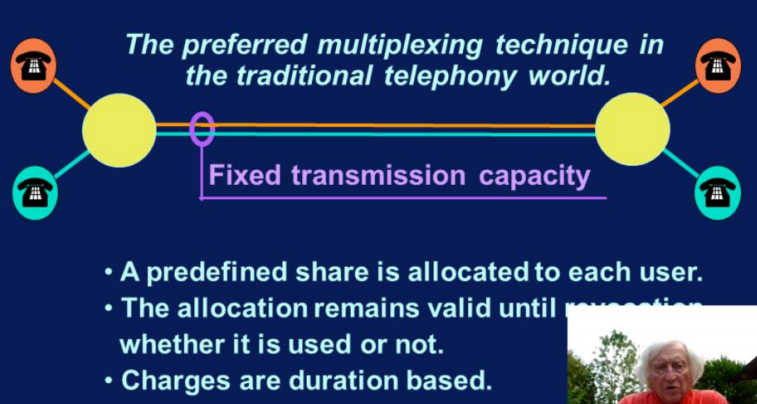 The preferred multiplexing technique in
the traditional telephony world.
Fixed transmission capacity
• A predefined share is allocated to each user.
• The allocation remains valid until
whether it is used or not.
• Charges are duration based.